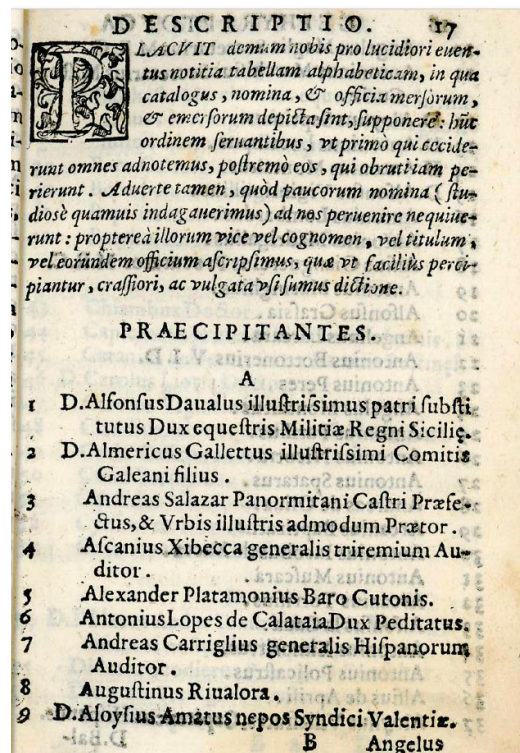 DESCRIPTIO. 17
PLACVIT demum nobis pro lucidiori euen-
tus notitia tabellam alphabeticam, in qua
catalogus, nomina, & officia mersorum,
& emersorum depicta sint, supponere: hūc
ordinem seruantibus, vt primo qui cecide-
runt omnes adnotemus, postremò eos, qui obruti iam pe-
rierunt. Aduerte tamen, quòd paucorum nomina (stu-
diosè quamuis indagauerimus) ad nos peruenire nequiue-
runt: proptereà illorum vice vel cognomen, vel titulum,
vel eorundem officium ascripsimus, quæ vt faciliùs perci-
piantur, crassiori, ac vulgata vsi sumus dictione.
PRAECIPITANTES.
A
1 D.Alfonsus Daualus illustrissimus patri substi
tutus Dux equestris Militiæ Regni Sicilię.
2 D.Almericus Gallettus illustrissimi Comitis
Galeani filius.
3 Andreas Salazar Panormitani Castri Præfe-
ctus, & Vrbis illustris admodum Prætor.
4 Ascanius Xibecca generalis triremium Au-
ditor.
5 Alexander Platamonius Baro Cutonis.
6 Antonius Lopes de Calataia Dux Peditatus.
7 Andreas Carriglius generalis Hispanorum
Auditor.
8 Augustinus Riualora.
9 D.Aloysius Amatus nepos Syndici Valentiæ.
B Angelus